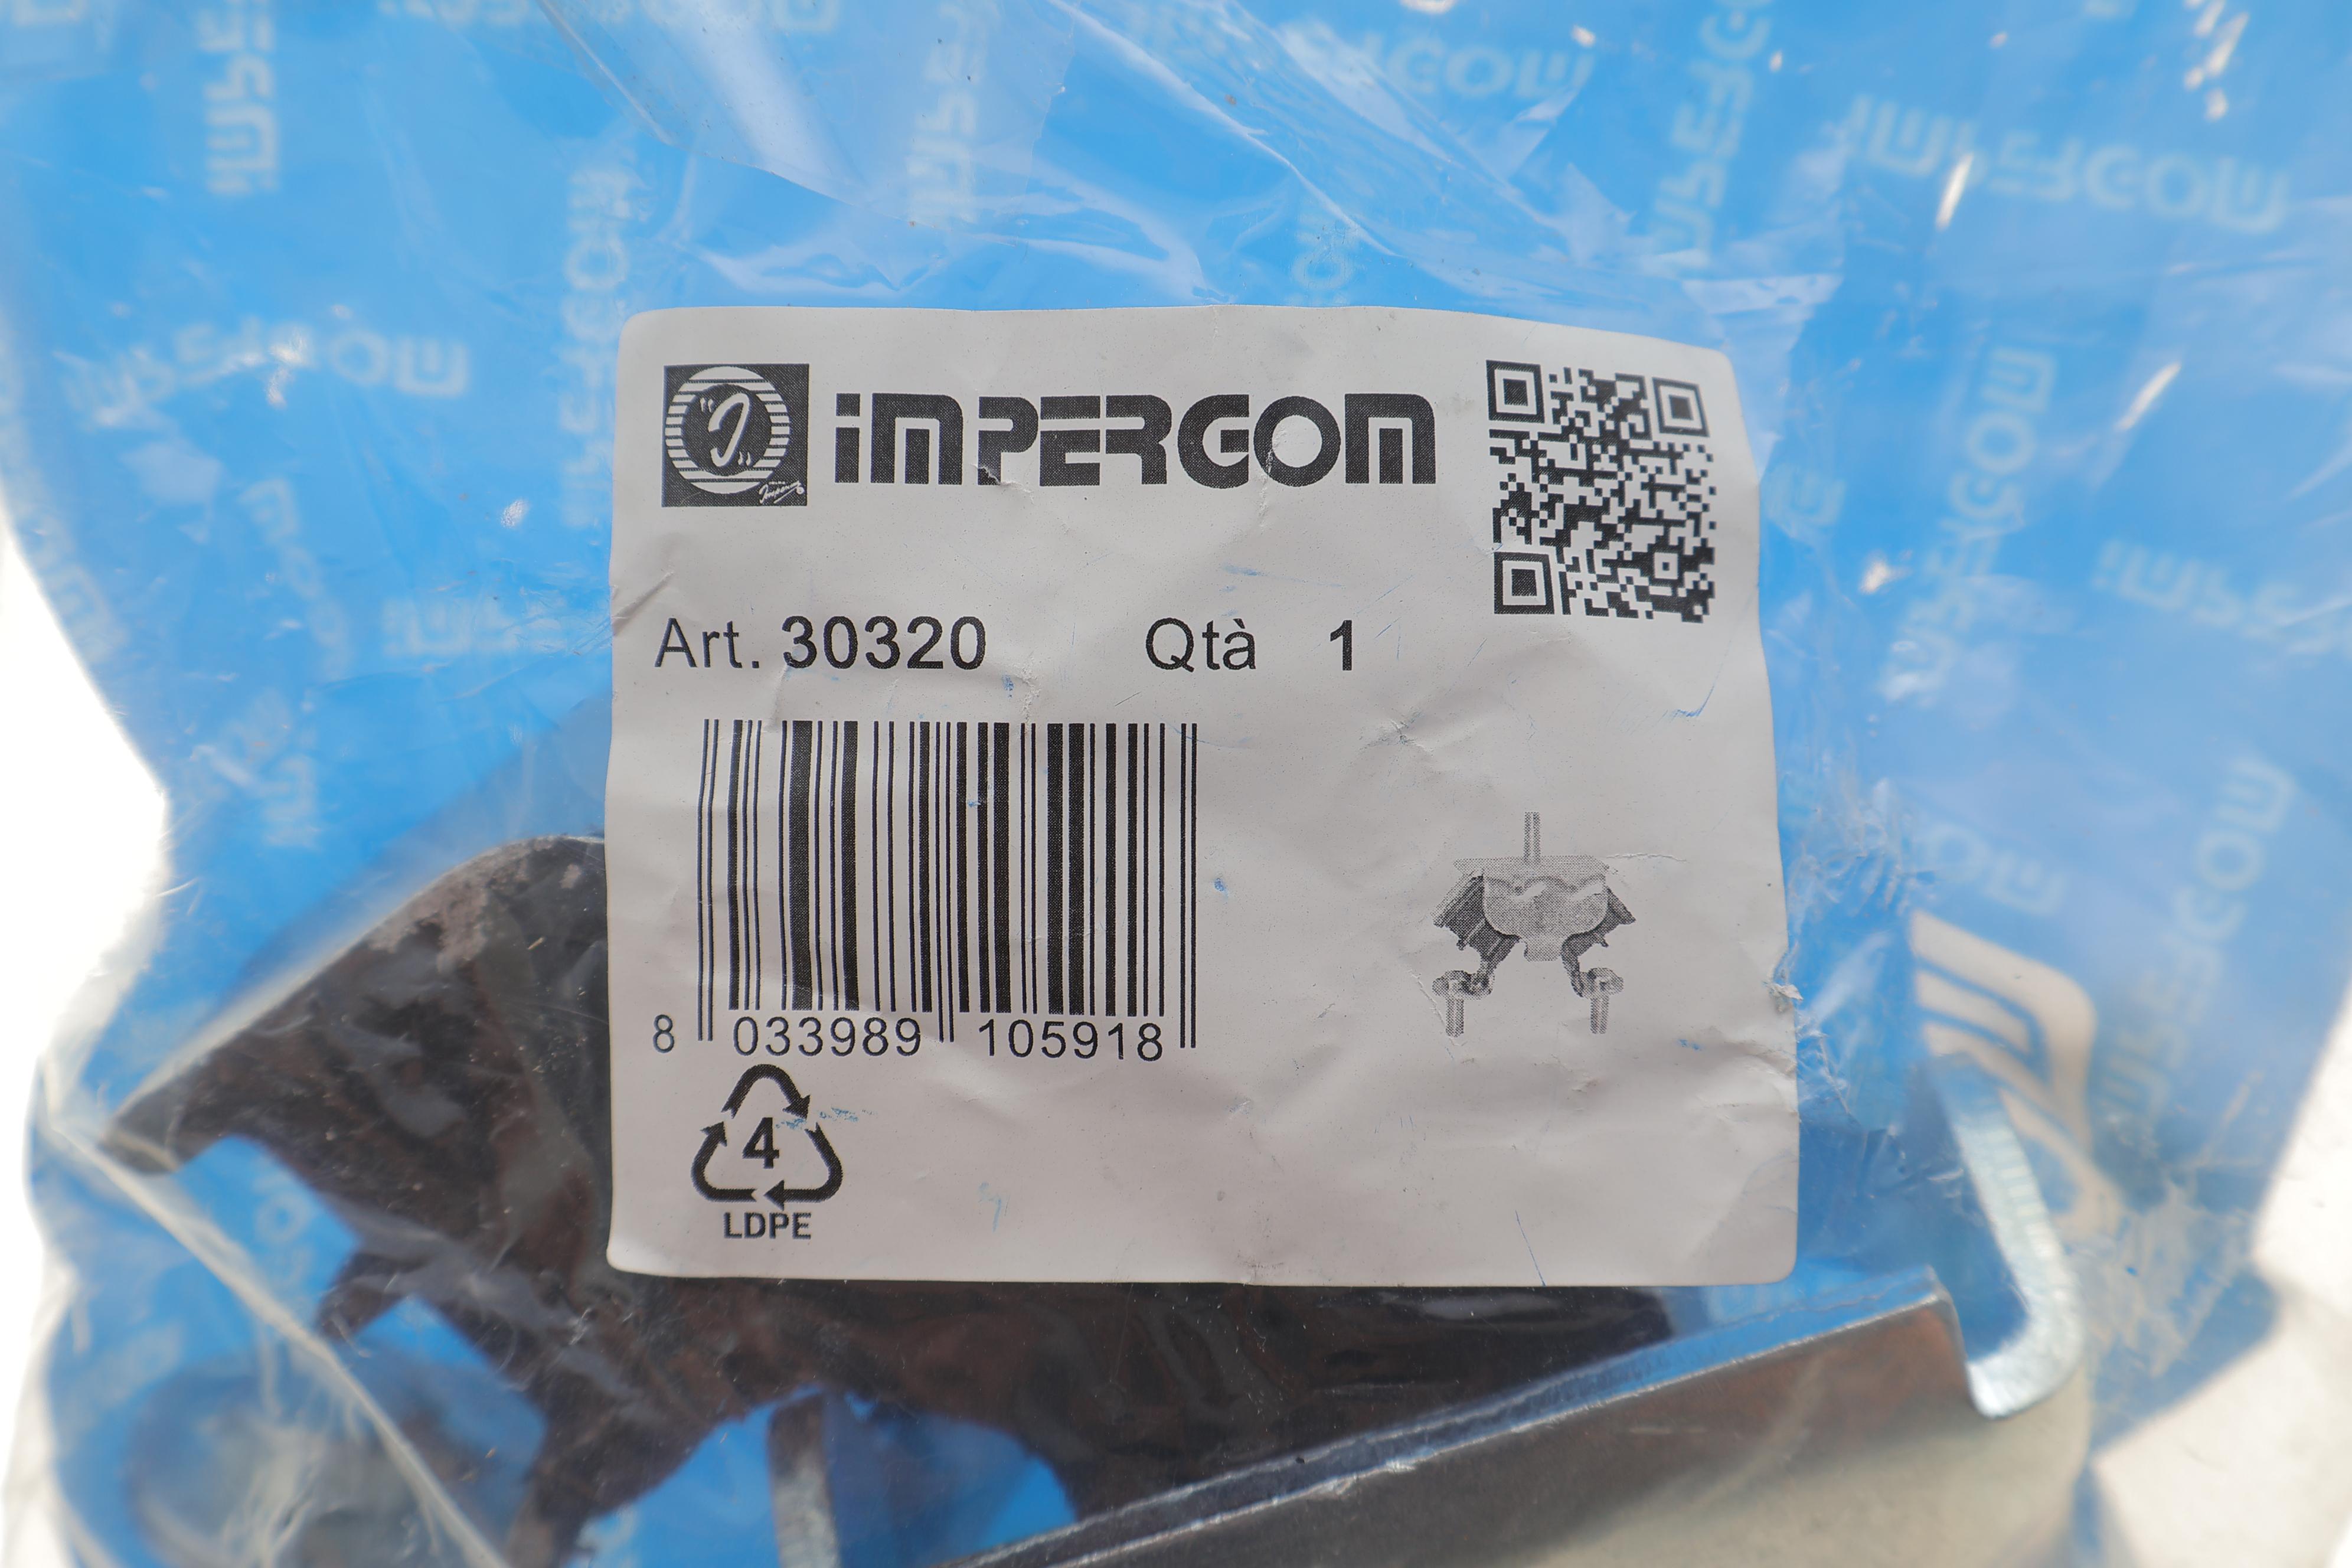 iMPERGOM
Art. 30320 Qtà 1
8 033989 105918
4
LDPE